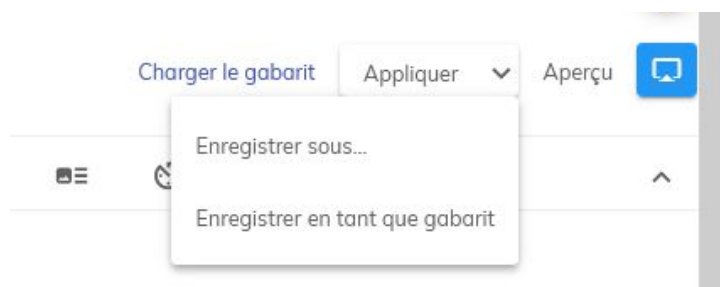 Charger le gabarit Appliquer Aperçu
Enregistrer sous...
Enregistrer en tant que gabarit